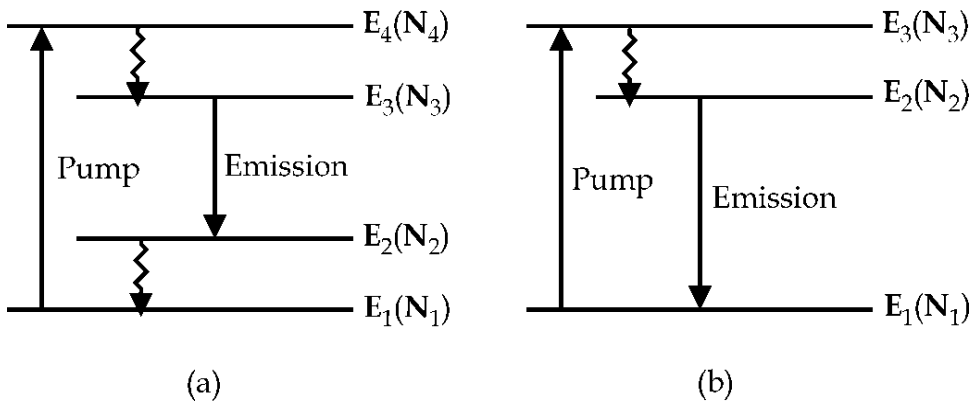 E₄(N₄)
E₃(N₃)
Pump
Emission
E₂(N₂)
E₁(N₁)
(a)
E₃(N₃)
E₂(N₂)
Pump
Emission
E₁(N₁)
(b)